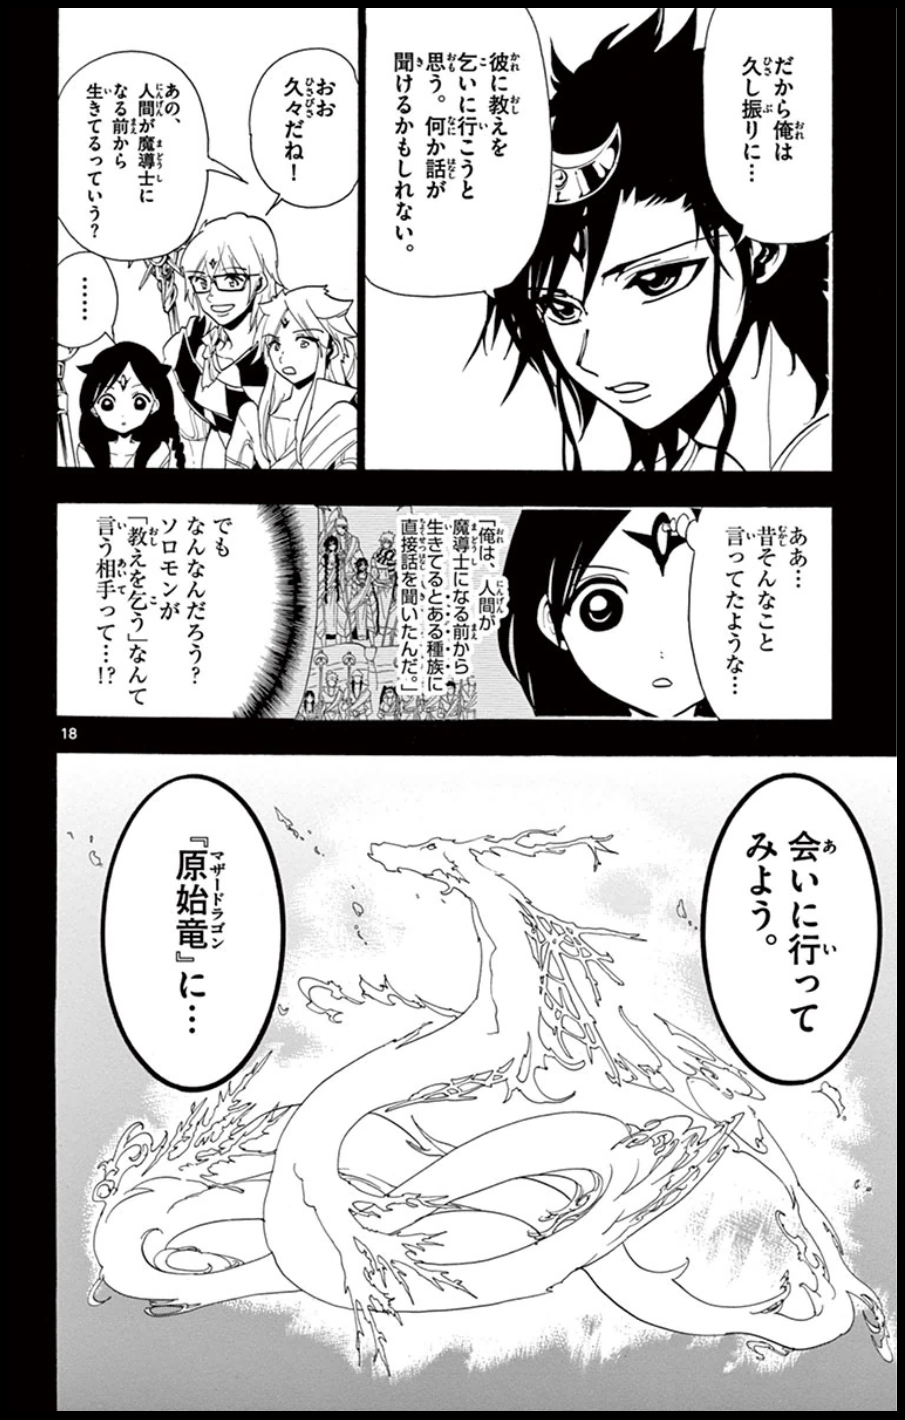 だから俺は
久し振りに…
彼に教えを
乞いに行こうと
思う。何か話が
聞けるかもしれない。
おお
久々だね！
あの、
人間が魔導士に
なる前から
生きてるっていう？
……
ああ…
昔そんなこと
言ってたような…
「俺は、人間が
魔導士になる前から
生きてるとある種族に
直接話を聞いたんだ。」
でも
なんなんだろう？
ソロモンが
「教えを乞う」なんて
言う相手って…!?
18
会いに行って
みよう。
『原始竜』に…
マザードラゴン